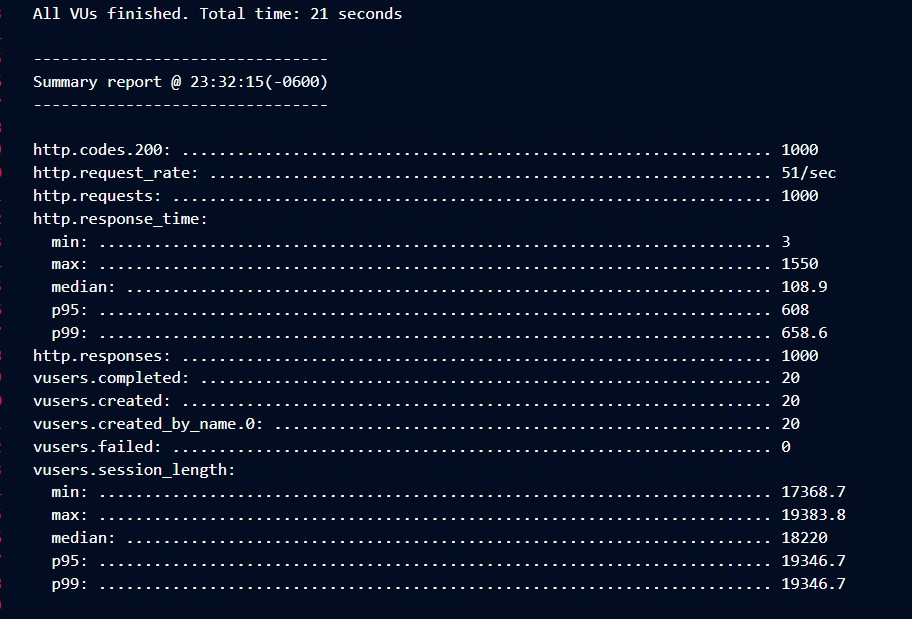 All VUs finished. Total time: 21 seconds
--------------------------------
Summary report @ 23:32:15(-0600)
--------------------------------
http.codes.200: ................................................................ 1000
http.request_rate: ............................................................. 51/sec
http.requests: ................................................................. 1000
http.response_time:
  min: ......................................................................... 3
  max: ......................................................................... 1550
  median: ...................................................................... 108.9
  p95: ......................................................................... 608
  p99: ......................................................................... 658.6
http.responses: ................................................................ 1000
vusers.completed: .............................................................. 20
vusers.created: ................................................................ 20
vusers.created_by_name.0: ...................................................... 20
vusers.failed: ................................................................. 0
vusers.session_length:
  min: ......................................................................... 17368.7
  max: ......................................................................... 19383.8
  median: ...................................................................... 18220
  p95: ......................................................................... 19346.7
  p99: ......................................................................... 19346.7